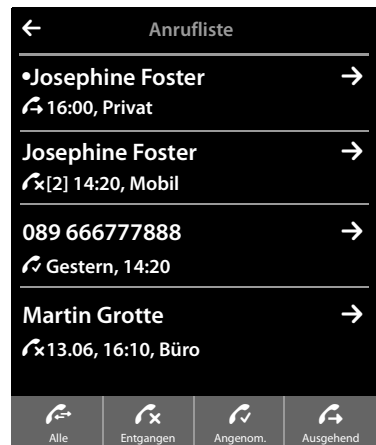 Anrufliste
•Josephine Foster
16:00, Privat
Josephine Foster
[2] 14:20, Mobil
089 666777888
Gestern, 14:20
Martin Grotte
13.06, 16:10, Büro
Alle Entgangen Angenom. Ausgehend